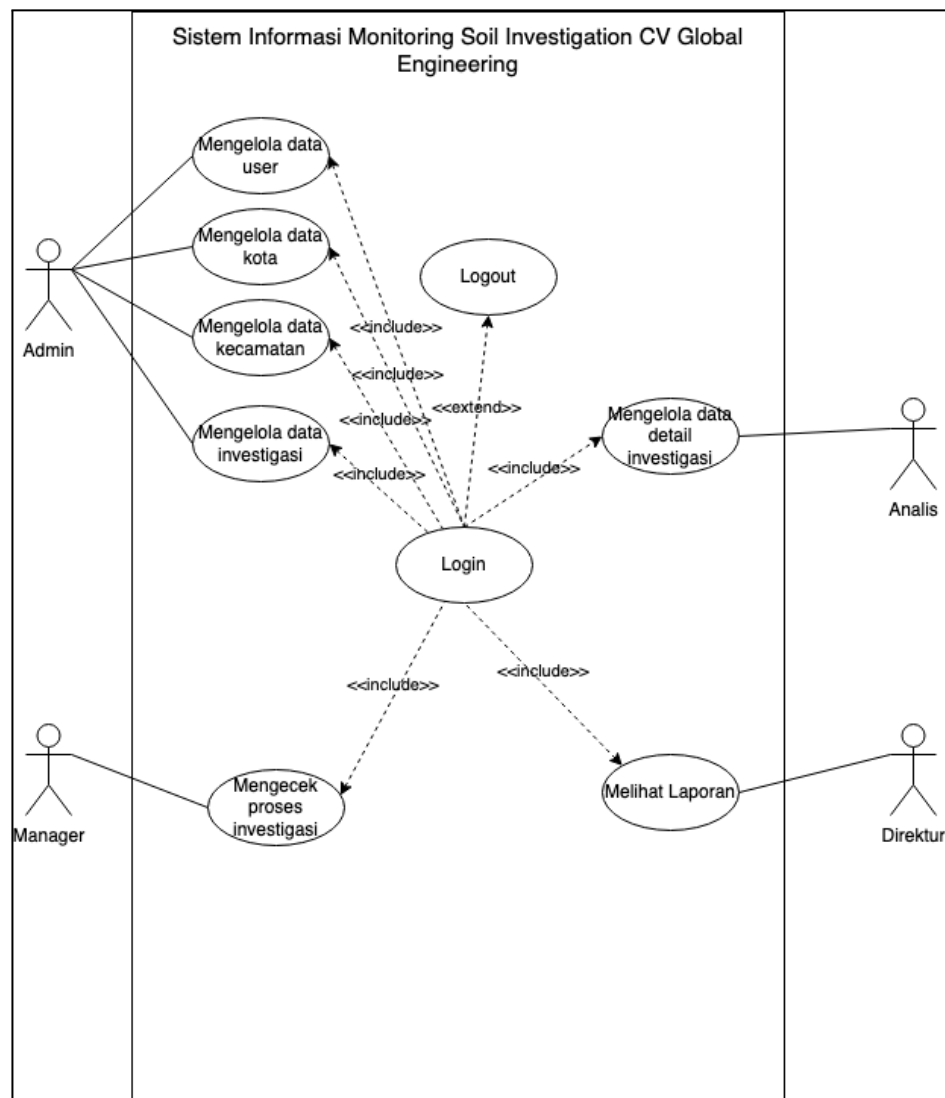 Sistem Informasi Monitoring Soil Investigation CV Global
Engineering
Mengelola data
user
Mengelola data
kota
Logout
<<include>>
Mengelola data
kecamatan
Admin
<<include>>
<<extend>>
<<include>>
Mengelola data
detail
investigasi
Mengelola data
investigasi
<<include>>
<<include>>
Analis
Login
<<include>>
<<include>>
Mengecek
proses
investigasi
Melihat Laporan
Manager
Direktur